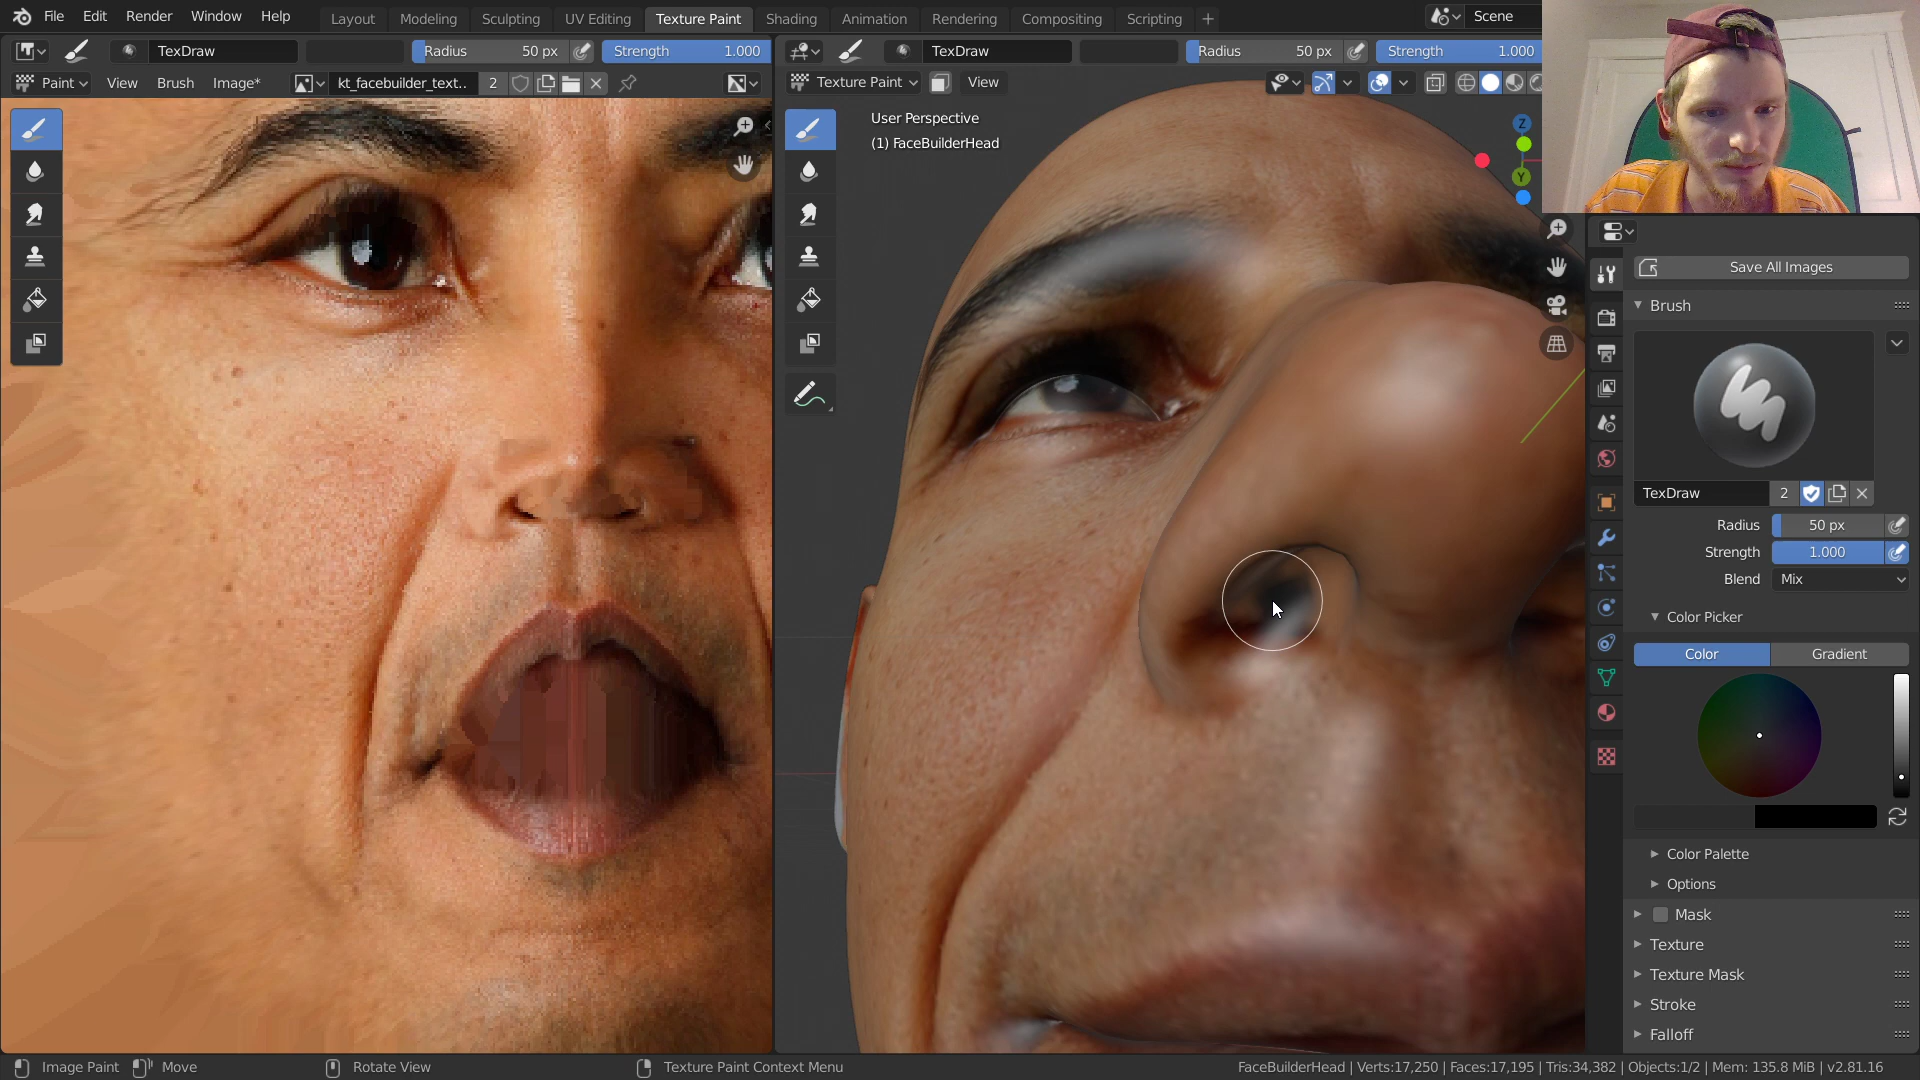 File Edit Render Window Help
Layout Modeling Sculpting UV Editing Texture Paint Shading Animation Rendering Compositing Scripting +
Scene
TexDraw
Radius 50 px
Strength 1.000
TexDraw
Radius 50 px
Strength 1.000
Paint View Brush Image* kt_facebuilder_text.. 2
Texture Paint View
User Perspective
(1) FaceBuilderHead
Z
Y
Save All Images
Brush
TexDraw 2
Radius 50 px
Strength 1.000
Blend Mix
Color Picker
Color Gradient
Color Palette
Options
Mask
Texture
Texture Mask
Stroke
Falloff
Image Paint Move Rotate View Texture Paint Context Menu
FaceBuilderHead | Verts:17,250 | Faces:17,195 | Tris:34,382 | Objects:1/2 | Mem: 135.8 MiB | v2.81.16